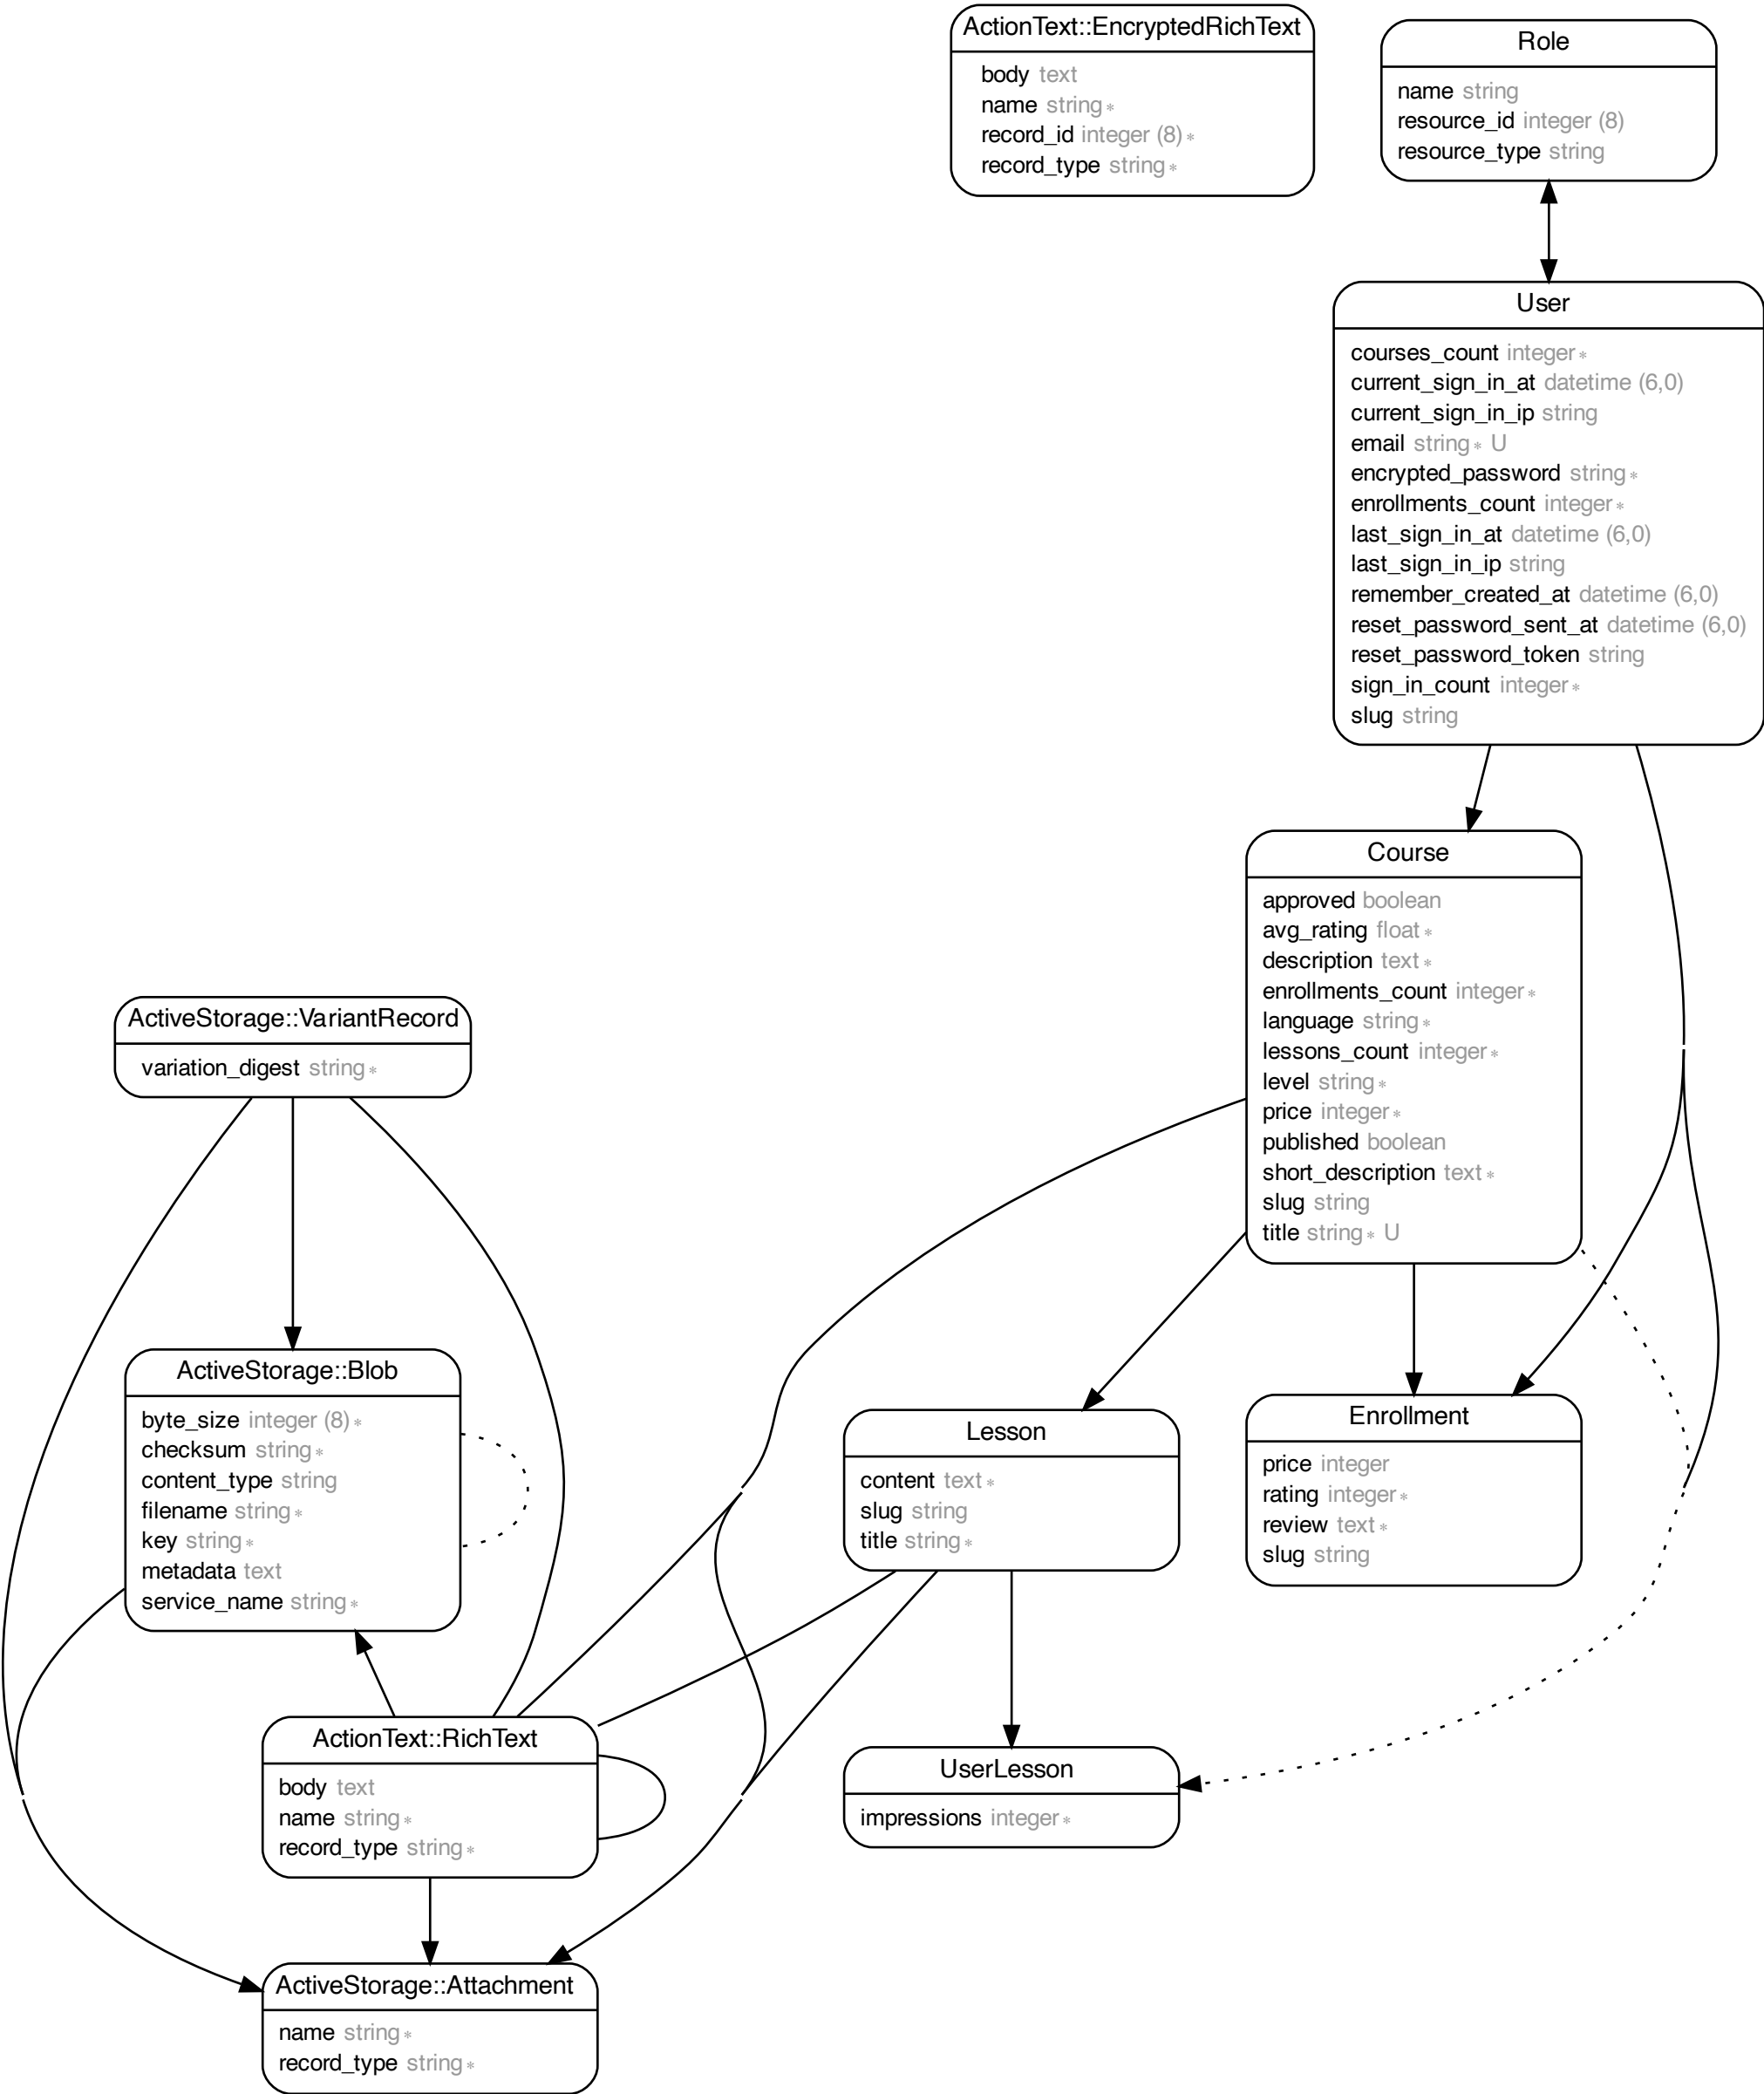 ActionText::EncryptedRichText
body text
name string ∗
record_id integer (8) ∗
record_type string ∗
Role
name string
resource_id integer (8)
resource_type string
User
courses_count integer ∗
current_sign_in_at datetime (6,0)
current_sign_in_ip string
email string ∗ U
encrypted_password string ∗
enrollments_count integer ∗
last_sign_in_at datetime (6,0)
last_sign_in_ip string
remember_created_at datetime (6,0)
reset_password_sent_at datetime (6,0)
reset_password_token string
sign_in_count integer ∗
slug string
Course
approved boolean
avg_rating float ∗
description text ∗
enrollments_count integer ∗
language string ∗
lessons_count integer ∗
level string ∗
price integer ∗
published boolean
short_description text ∗
slug string
title string ∗ U
ActiveStorage::VariantRecord
variation_digest string ∗
ActiveStorage::Blob
byte_size integer (8) ∗
checksum string ∗
content_type string
filename string ∗
key string ∗
metadata text
service_name string ∗
Lesson
content text ∗
slug string
title string ∗
Enrollment
price integer
rating integer ∗
review text ∗
slug string
ActionText::RichText
body text
name string ∗
record_type string ∗
UserLesson
impressions integer ∗
ActiveStorage::Attachment
name string ∗
record_type string ∗